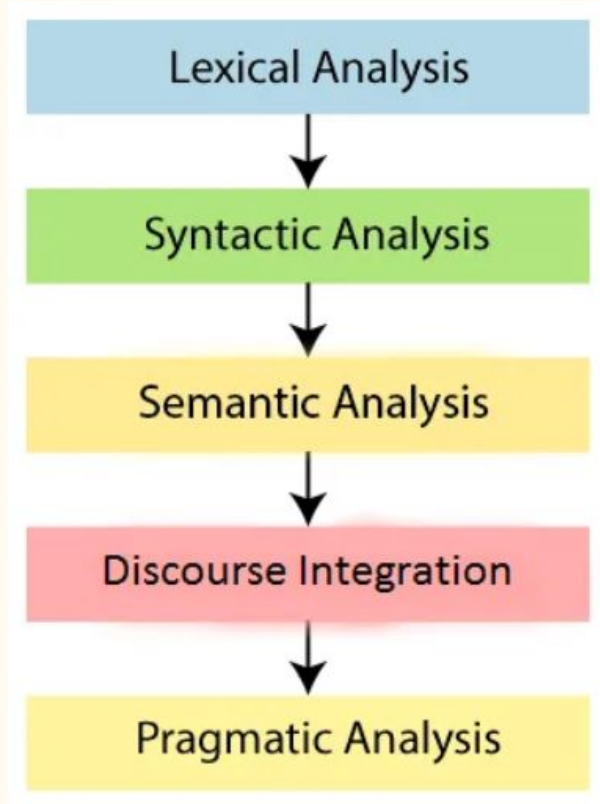 Lexical Analysis
Syntactic Analysis
Semantic Analysis
Discourse Integration
Pragmatic Analysis